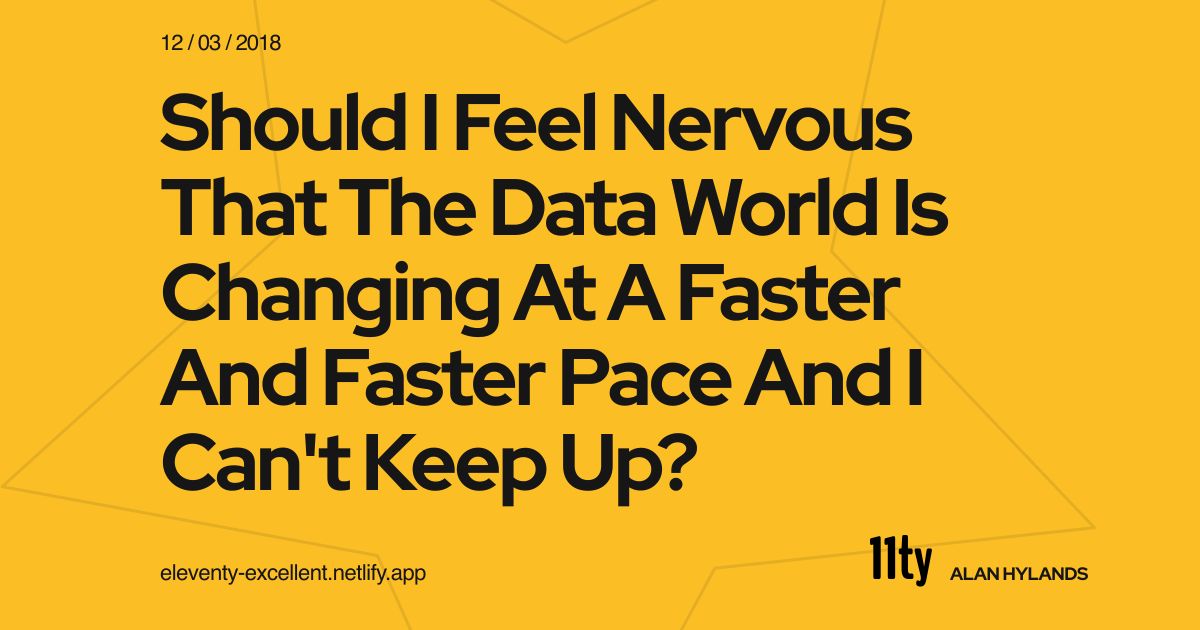 12 / 03 / 2018
Should I Feel Nervous
That The Data World Is
Changing At A Faster
And Faster Pace And I
Can't Keep Up?
eleventy-excellent.netlify.app
11ty ALAN HYLANDS